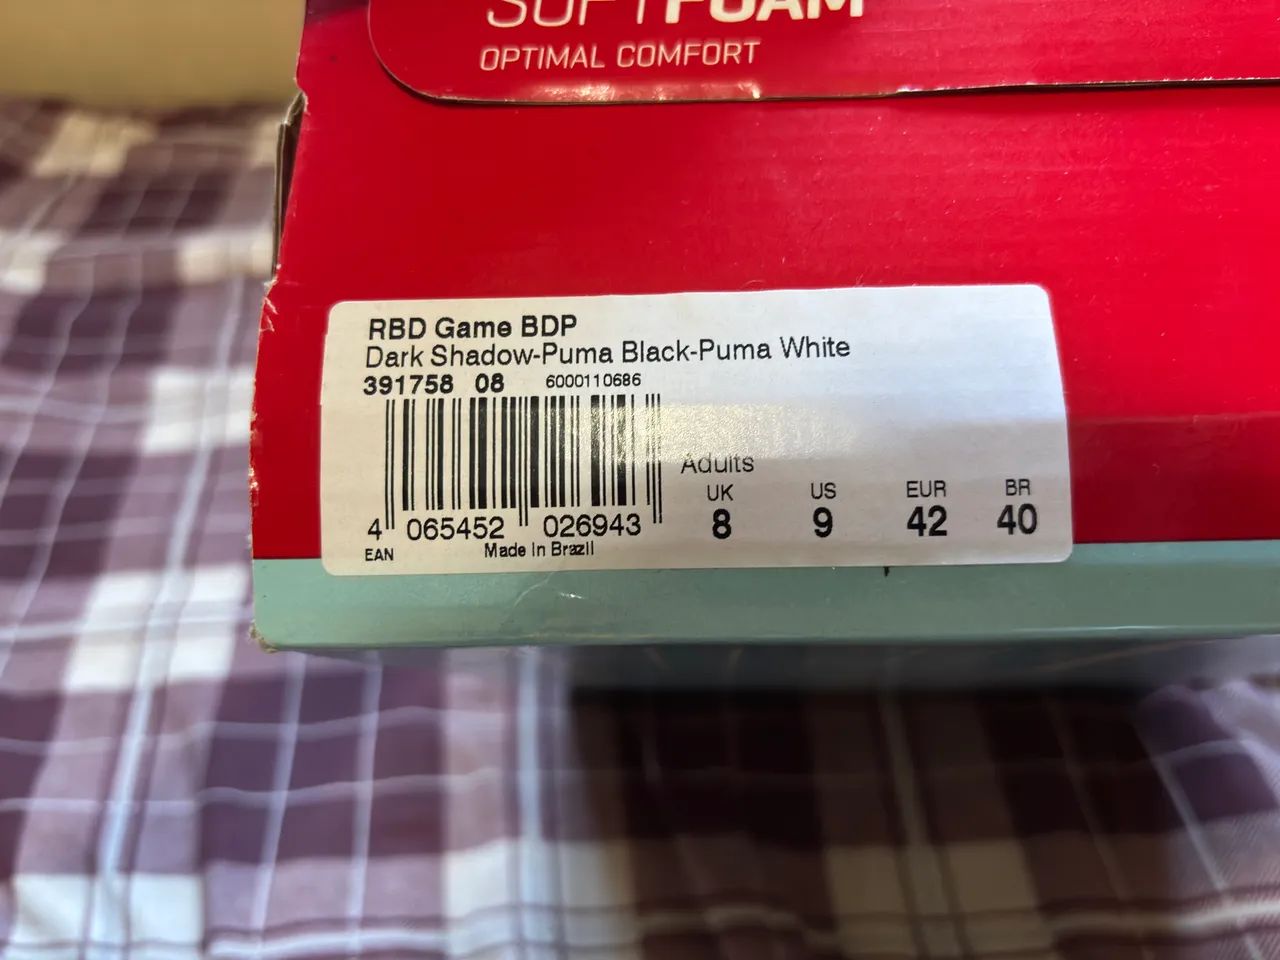 SOFTFOAM
OPTIMAL COMFORT
RBD Game BDP
Dark Shadow-Puma Black-Puma White
391758 08 6000110686
Adults
UK US EUR BR
8 9 42 40
4 065452 026943
EAN Made in Brazil